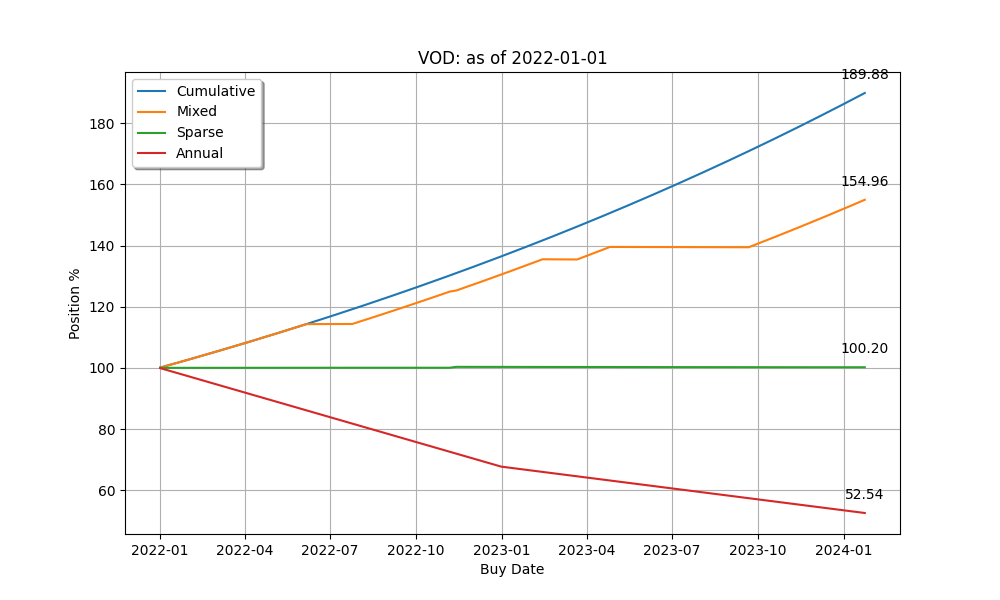 VOD: as of 2022-01-01
189.88
Cumulative
Mixed
Sparse
Annual
154.96
100.20
52.54
180
160
140
120
100
80
60
Position %
2022-01 2022-04 2022-07 2022-10 2023-01 2023-04 2023-07 2023-10 2024-01
Buy Date